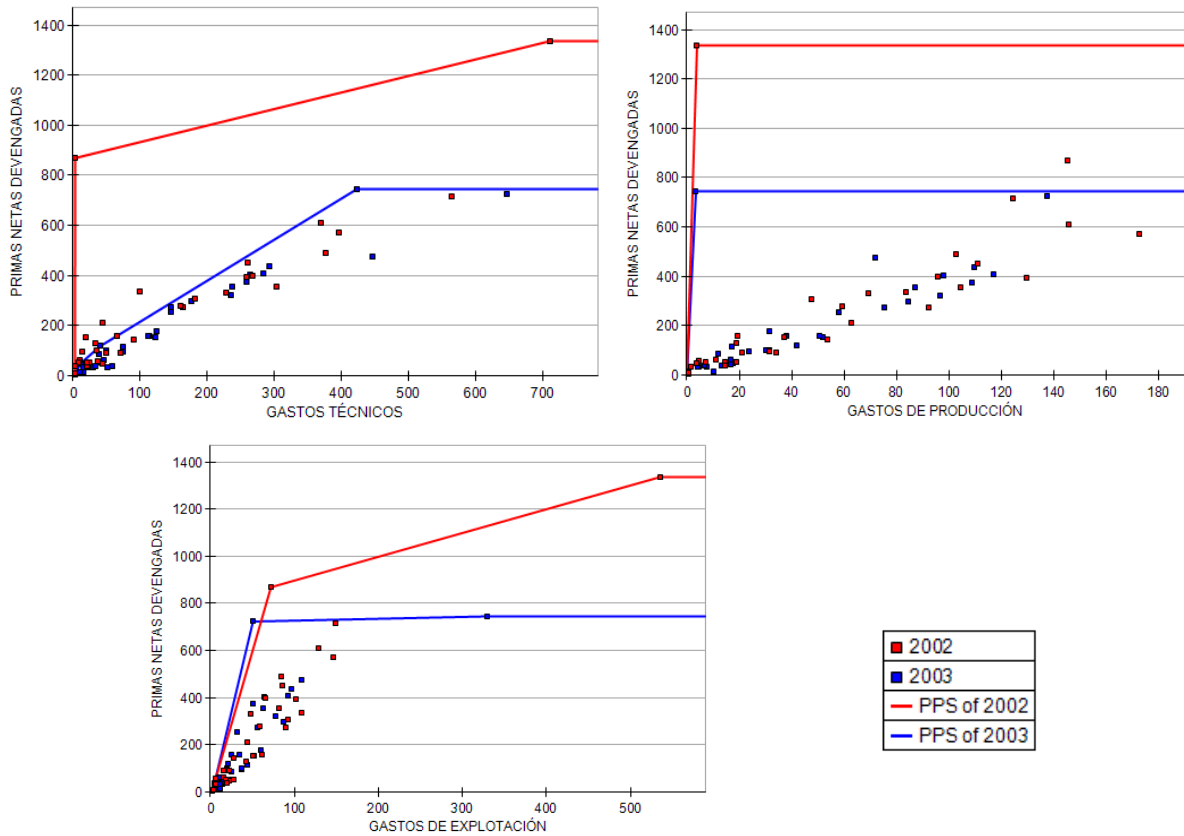 PRIMAS NETAS DEVENGADAS
1400
1200
1000
800
600
400
200
0
0 100 200 300 400 500 600 700
GASTOS TÉCNICOS
PRIMAS NETAS DEVENGADAS
1400
1200
1000
800
600
400
200
0
0 20 40 60 80 100 120 140 160 180
GASTOS DE PRODUCCIÓN
PRIMAS NETAS DEVENGADAS
1400
1200
1000
800
600
400
200
0
0 100 200 300 400 500
GASTOS DE EXPLOTACIÓN
2002
2003
PPS of 2002
PPS of 2003